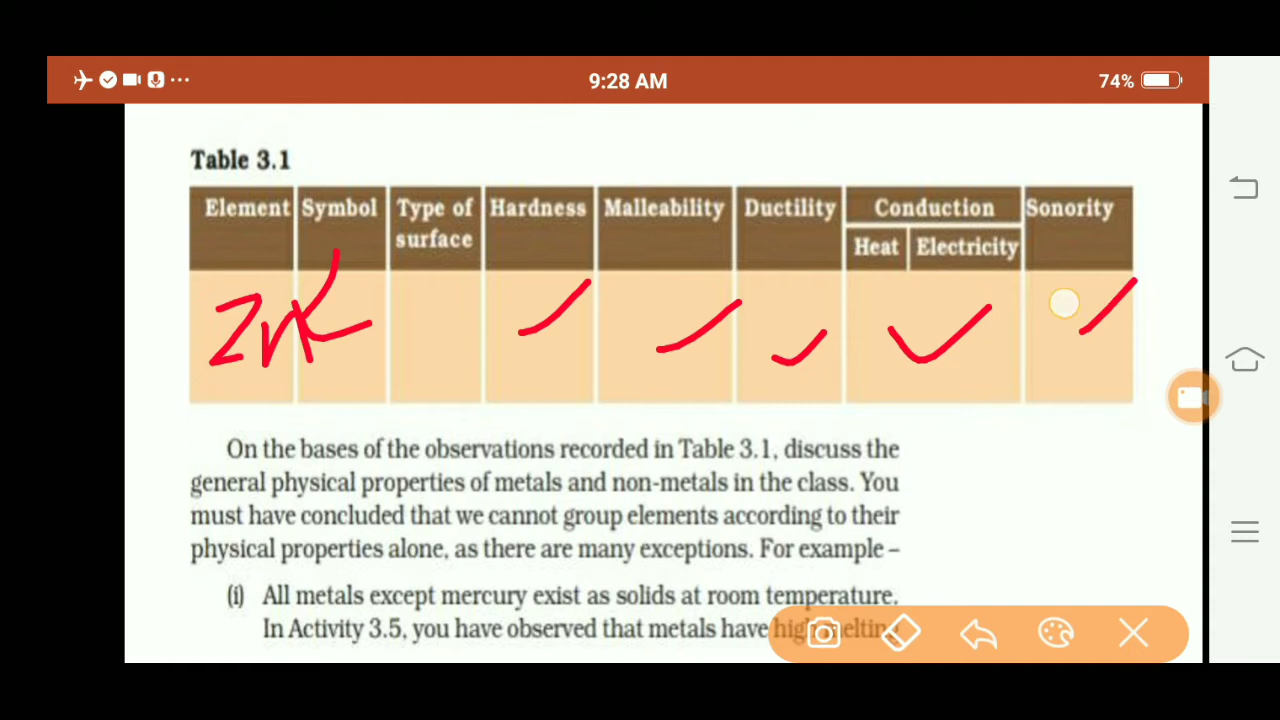 9:28 AM
74%
Table 3.1
Element Symbol Type of surface Hardness Malleability Ductility Conduction Sonority
Heat Electricity
On the bases of the observations recorded in Table 3.1, discuss the
general physical properties of metals and non-metals in the class. You
must have concluded that we cannot group elements according to their
physical properties alone, as there are many exceptions. For example –
(i) All metals except mercury exist as solids at room temperature.
In Activity 3.5, you have observed that metals have high melting